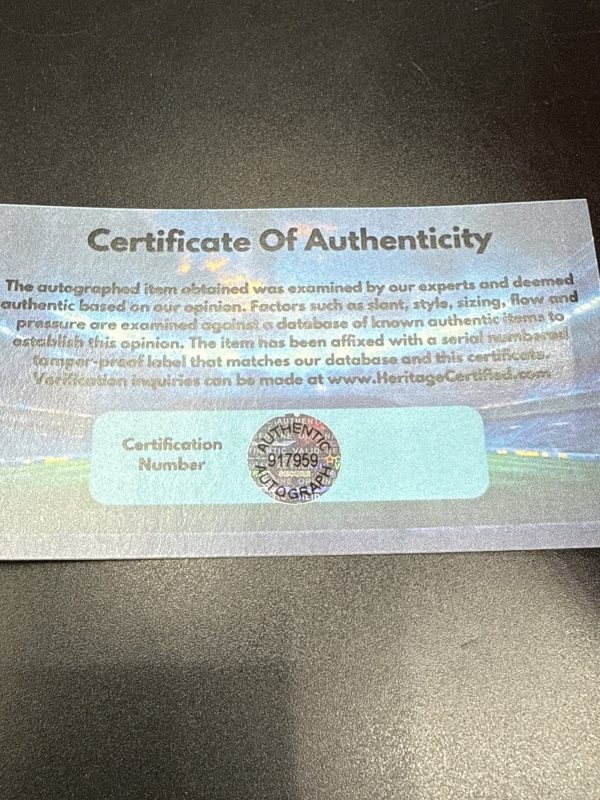 Certificate Of Authenticity
The autographed item obtained was examined by our experts and deemed
authentic based on our opinion. Factors such as slant, style, sizing, flow and
pressure are examined against a database of known authentic items to
establish this opinion. The item has been affixed with a serial numbered
tamper-proof label that matches our database and this certificate.
Verification inquiries can be made at www.HeritageCertified.com
Certification
Number
AUTHENTIC
917959
AUTOGRAPH